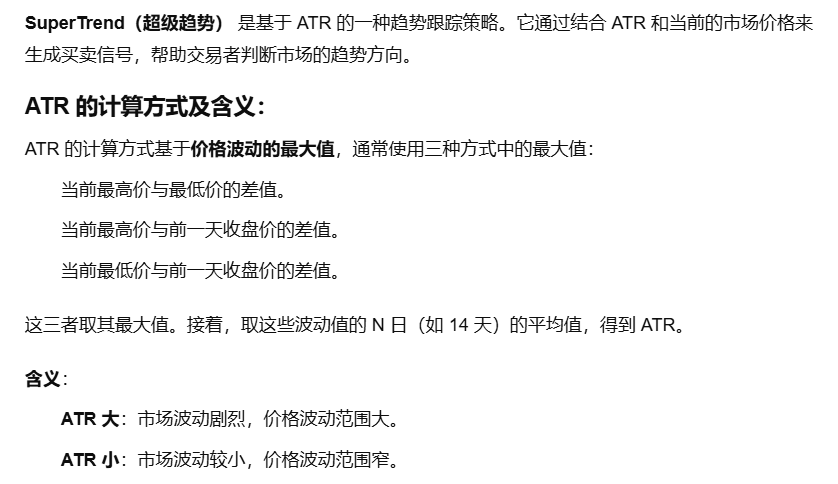 SuperTrend（超级趋势） 是基于 ATR 的一种趋势跟踪策略。它通过结合 ATR 和当前的市场价格来
生成买卖信号，帮助交易者判断市场的趋势方向。
ATR 的计算方式及含义：
ATR 的计算方式基于价格波动的最大值，通常使用三种方式中的最大值：
当前最高价与最低价的差值。
当前最高价与前一天收盘价的差值。
当前最低价与前一天收盘价的差值。
这三者取其最大值。接着，取这些波动值的 N 日（如 14 天）的平均值，得到 ATR。
含义：
ATR 大：市场波动剧烈，价格波动范围大。
ATR 小：市场波动较小，价格波动范围窄。